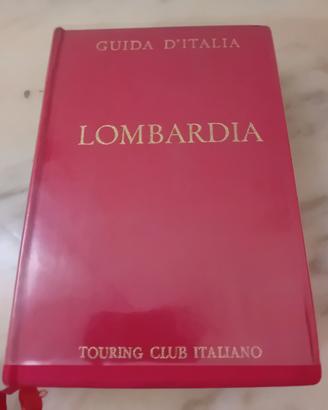 GUIDA D'ITALIA
LOMBARDIA
TOURING CLUB ITALIANO